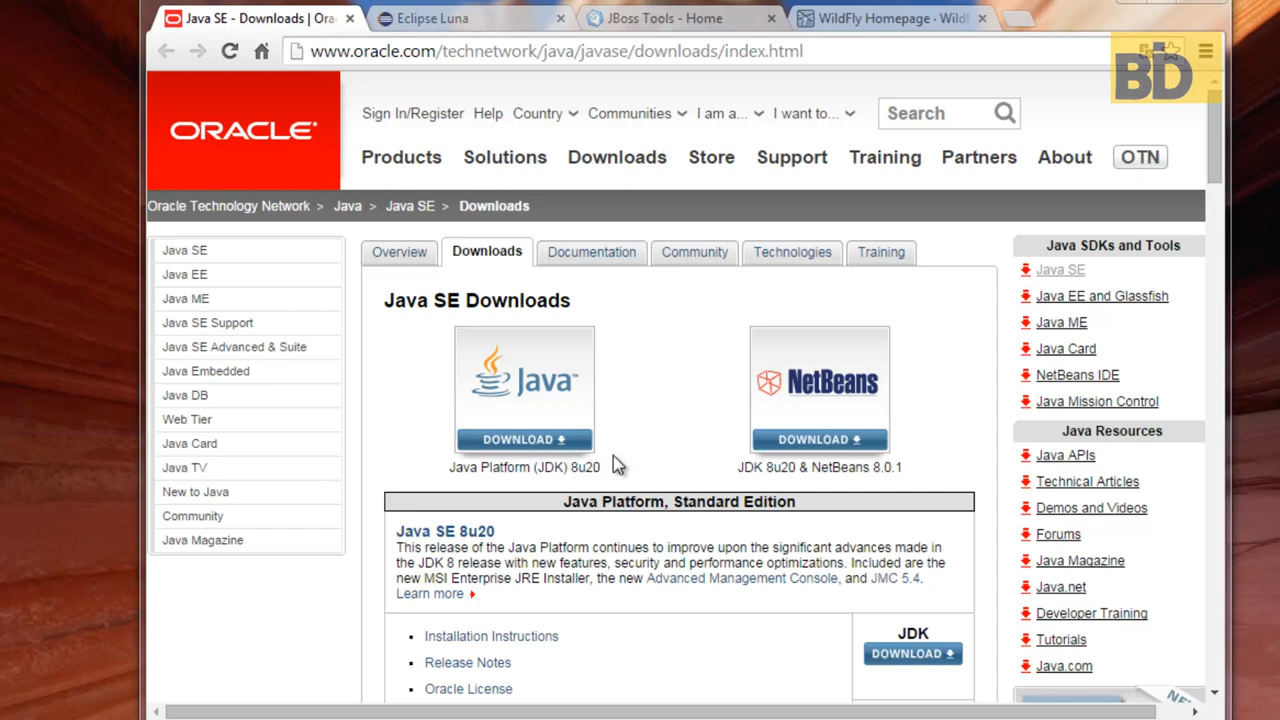 Java SE - Downloads | Ora
Eclipse Luna
JBoss Tools - Home
WildFly Homepage · Wildl
www.oracle.com/technetwork/java/javase/downloads/index.html
BD
ORACLE
Sign In/Register Help Country Communities I am a... I want to... Search
Products Solutions Downloads Store Support Training Partners About OTN
Oracle Technology Network > Java > Java SE > Downloads
Java SE
Java EE
Java ME
Java SE Support
Java SE Advanced & Suite
Java Embedded
Java DB
Web Tier
Java Card
Java TV
New to Java
Community
Java Magazine
Overview Downloads Documentation Community Technologies Training
Java SE Downloads
Java™
DOWNLOAD
Java Platform (JDK) 8u20
NetBeans
DOWNLOAD
JDK 8u20 & NetBeans 8.0.1
Java Platform, Standard Edition
Java SE 8u20
This release of the Java Platform continues to improve upon the significant advances made in
the JDK 8 release with new features, security and performance optimizations. Included are the
new MSI Enterprise JRE Installer, the new Advanced Management Console, and JMC 5.4.
Learn more
Installation Instructions
Release Notes
Oracle License
JDK
DOWNLOAD
Java SDKs and Tools
Java SE
Java EE and Glassfish
Java ME
Java Card
NetBeans IDE
Java Mission Control
Java Resources
Java APIs
Technical Articles
Demos and Videos
Forums
Java Magazine
Java.net
Developer Training
Tutorials
Java.com